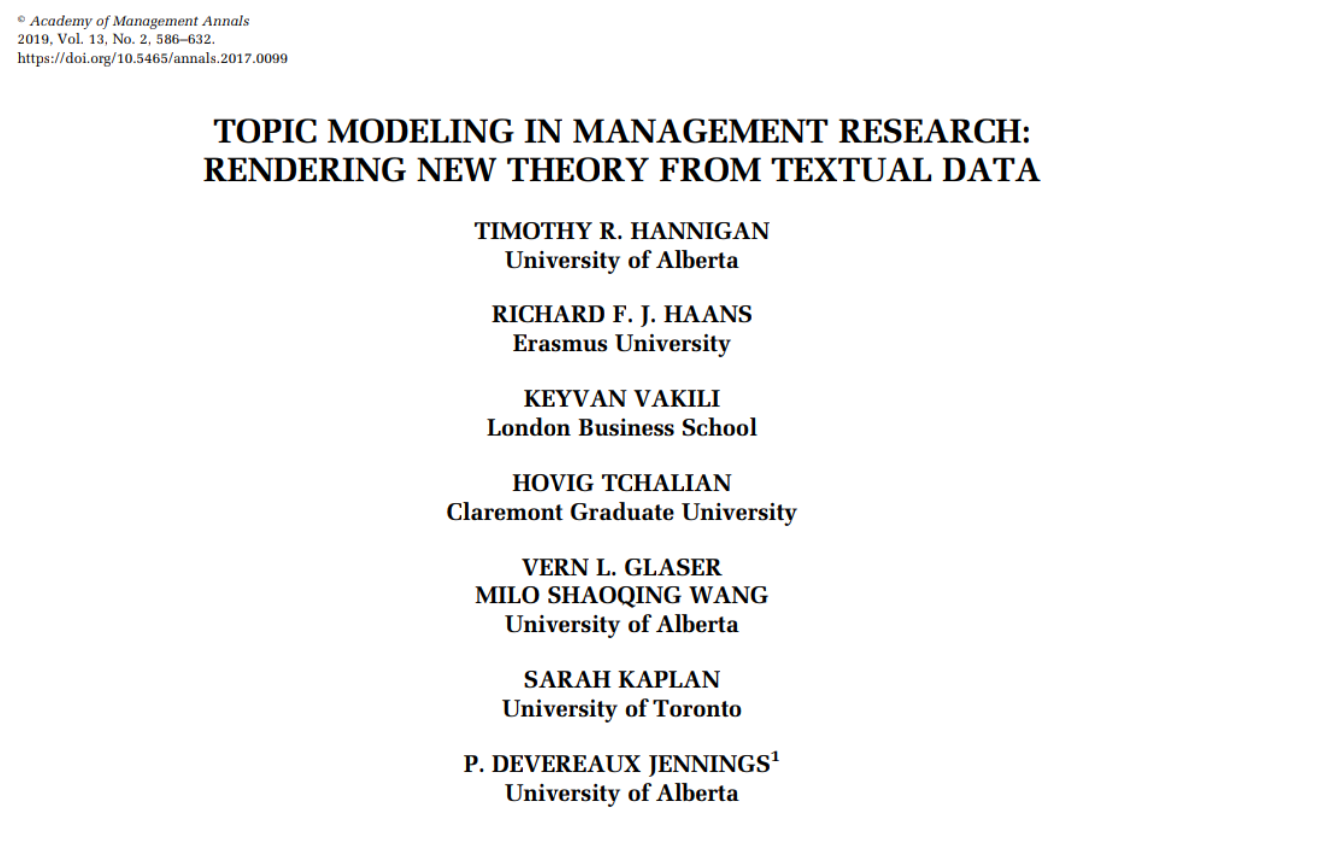 © Academy of Management Annals
2019, Vol. 13, No. 2, 586–632.
https://doi.org/10.5465/annals.2017.0099
TOPIC MODELING IN MANAGEMENT RESEARCH:
RENDERING NEW THEORY FROM TEXTUAL DATA
TIMOTHY R. HANNIGAN
University of Alberta
RICHARD F. J. HAANS
Erasmus University
KEYVAN VAKILI
London Business School
HOVIG TCHALIAN
Claremont Graduate University
VERN L. GLASER
MILO SHAOQING WANG
University of Alberta
SARAH KAPLAN
University of Toronto
P. DEVEREAUX JENNINGS¹
University of Alberta